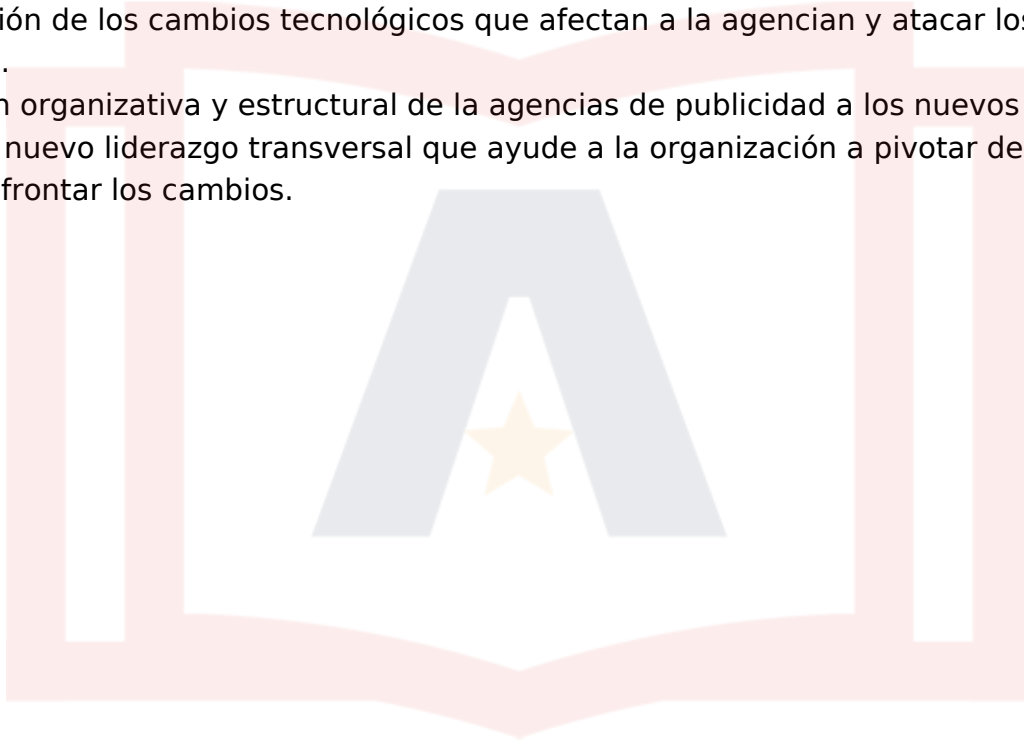 ión de los cambios tecnológicos que afectan a la agencian y atacar los
.
n organizativa y estructural de la agencias de publicidad a los nuevos
nuevo liderazgo transversal que ayude a la organización a pivotar de
frontar los cambios.